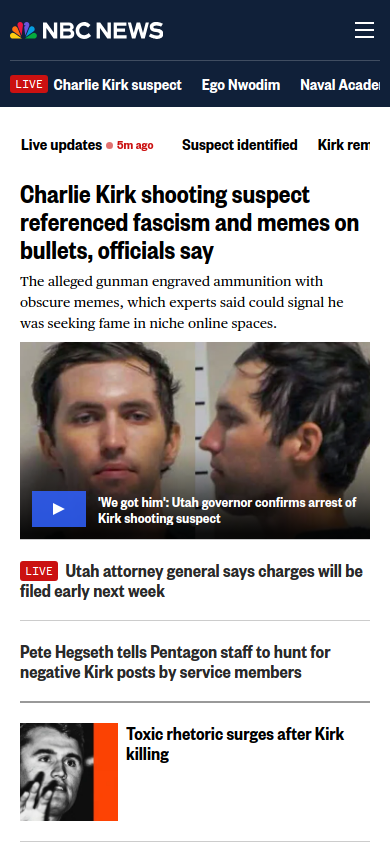 NBC NEWS
LIVE Charlie Kirk suspect Ego Nwodim Naval Acade
Live updates 5m ago Suspect identified Kirk rem
Charlie Kirk shooting suspect
referenced fascism and memes on
bullets, officials say
The alleged gunman engraved ammunition with
obscure memes, which experts said could signal he
was seeking fame in niche online spaces.
'We got him': Utah governor confirms arrest of
Kirk shooting suspect
LIVE Utah attorney general says charges will be
filed early next week
Pete Hegseth tells Pentagon staff to hunt for
negative Kirk posts by service members
Toxic rhetoric surges after Kirk
killing